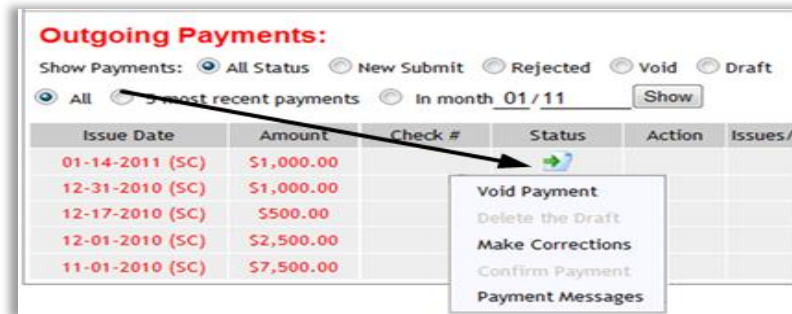 Outgoing Payments:
Show Payments: All Status New Submit Rejected Void Draft
All 5 most recent payments In month 01/11 Show
Issue Date Amount Check # Status Action Issues/
01-14-2011 (SC) $1,000.00
12-31-2010 (SC) $1,000.00
12-17-2010 (SC) $500.00
12-01-2010 (SC) $2,500.00
11-01-2010 (SC) $7,500.00
Void Payment
Delete the Draft
Make Corrections
Confirm Payment
Payment Messages